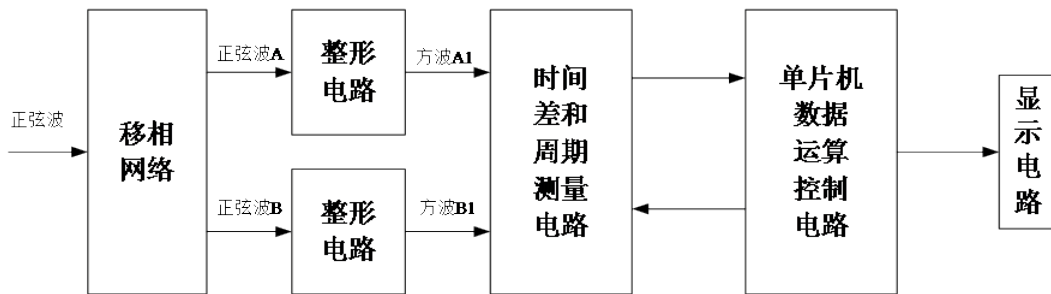 正弦波
移相
网络
正弦波A
整形
电路
方波A1
正弦波B
整形
电路
方波B1
时间
差和
周期
测量
电路
单片机
数据
运算
控制
电路
显
示
电
路